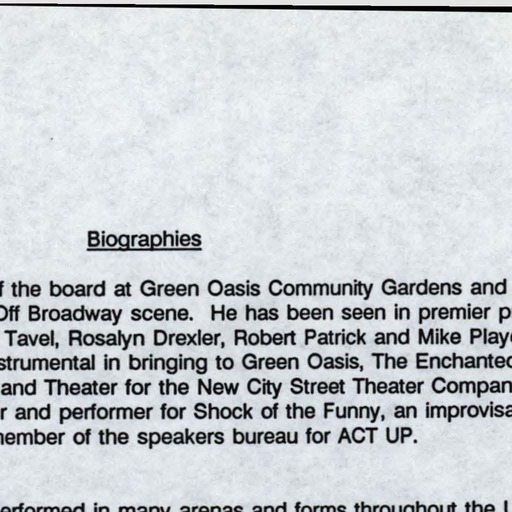 Biographies
f the board at Green Oasis Community Gardens and
Off Broadway scene. He has been seen in premier p
Tavel, Rosalyn Drexler, Robert Patrick and Mike Play
strumental in bringing to Green Oasis, The Enchanted
and Theater for the New City Street Theater Compan
r and performer for Shock of the Funny, an improvisa
member of the speakers bureau for ACT UP.
erformed in many arenas and forms throughout the